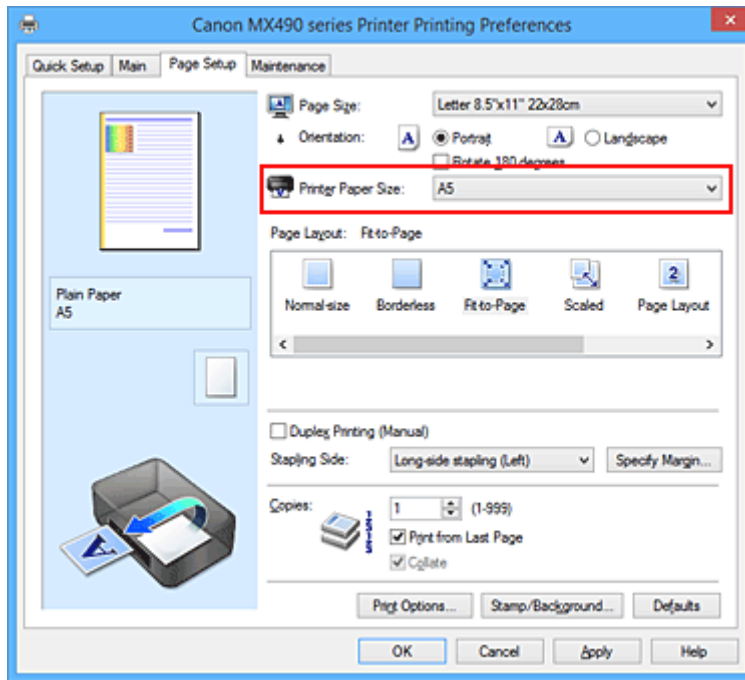 Canon MX490 series Printer Printing Preferences
Quick Setup Main Page Setup Maintenance
Page Size: Letter 8.5"x11" 22x28cm
Orientation: A Portrait A Landscape
Rotate 180 degrees
Printer Paper Size: A5
Page Layout: Fit-to-Page
Normal-size Borderless Fit-to-Page Scaled Page Layout
2
Plain Paper
A5
Duplex Printing (Manual)
Stapling Side: Long-side stapling (Left) Specify Margin...
Copies: 1 (1-999)
Print from Last Page
Collate
A
Print Options... Stamp/Background... Defaults
OK Cancel Apply Help